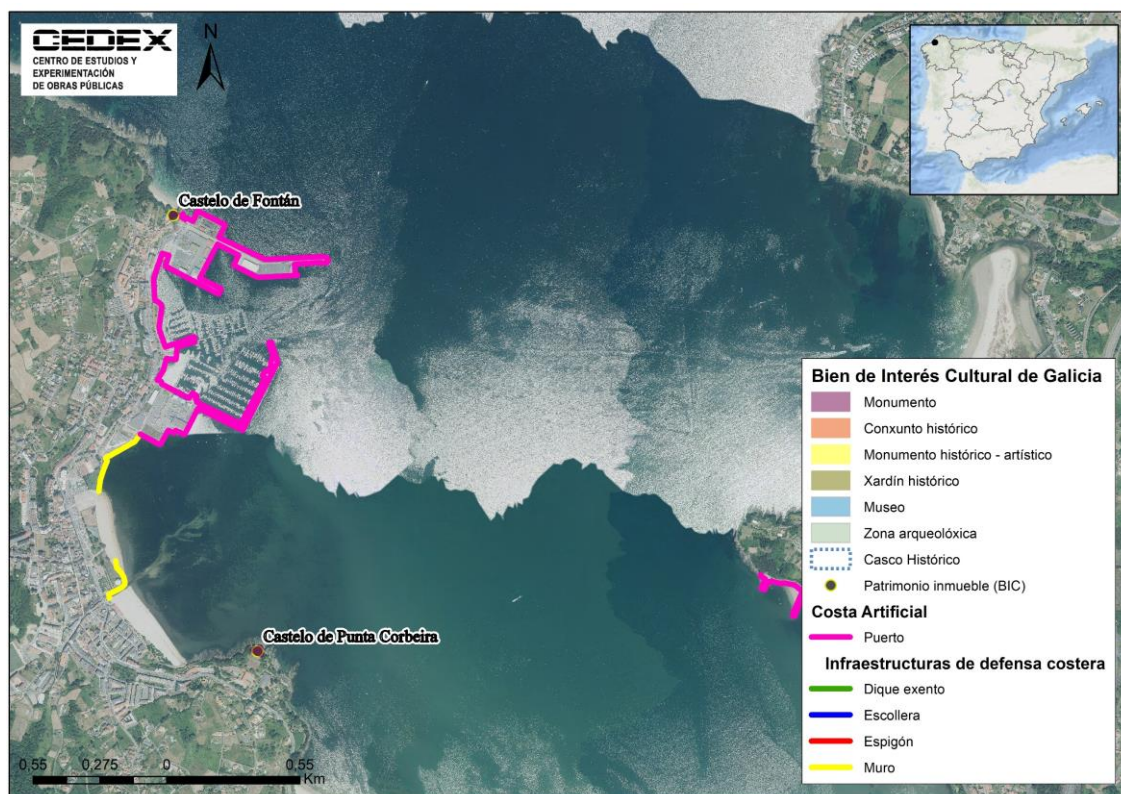 CEDEX
CENTRO DE ESTUDIOS Y
EXPERIMENTACIÓN
DE OBRAS PÚBLICAS
N
Castelo de Fontán
Castelo de Punta Corbeira
Bien de Interés Cultural de Galicia
Monumento
Conxunto histórico
Monumento histórico - artístico
Xardín histórico
Museo
Zona arqueolóxica
Casco Histórico
Patrimonio inmueble (BIC)
Costa Artificial
Puerto
Infraestructuras de defensa costera
Dique exento
Escollera
Espigón
Muro
0,55 0,275 0 0,55
Km